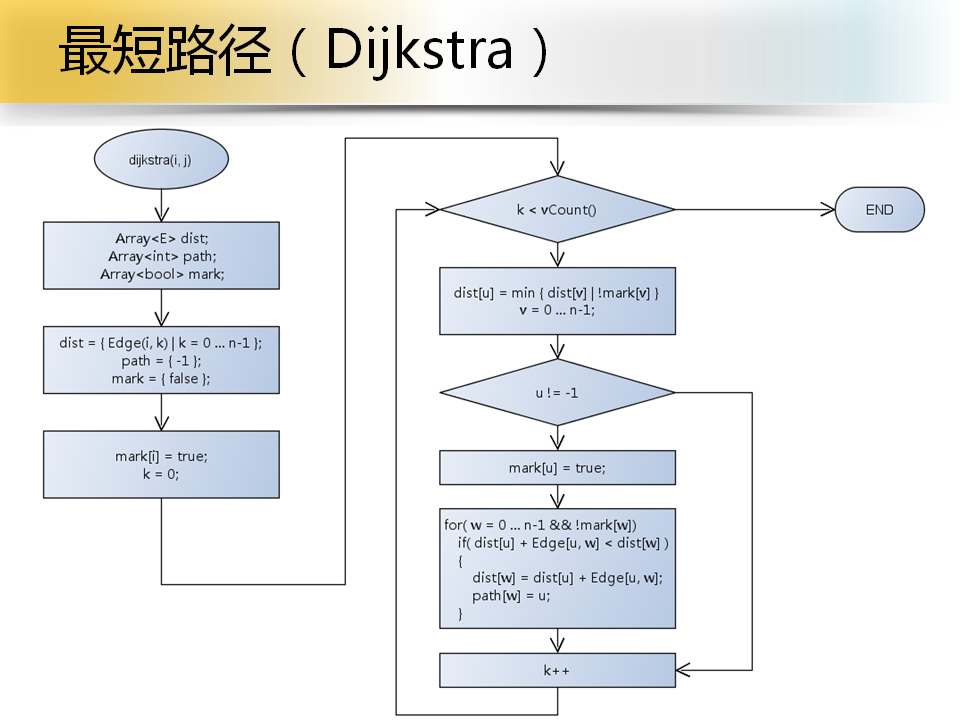 最短路径（Dijkstra）
dijkstra(i, j)
Array<E> dist;
Array<int> path;
Array<bool> mark;
dist = { Edge(i, k) | k = 0 ... n-1 };
path = { -1 };
mark = { false };
mark[i] = true;
k = 0;
k < vCount()
END
dist[u] = min { dist[v] | !mark[v] }
v = 0 ... n-1;
u != -1
mark[u] = true;
for( w = 0 ... n-1 && !mark[w])
if( dist[u] + Edge[u, w] < dist[w] )
{
dist[w] = dist[u] + Edge[u, w];
path[w] = u;
}
k++